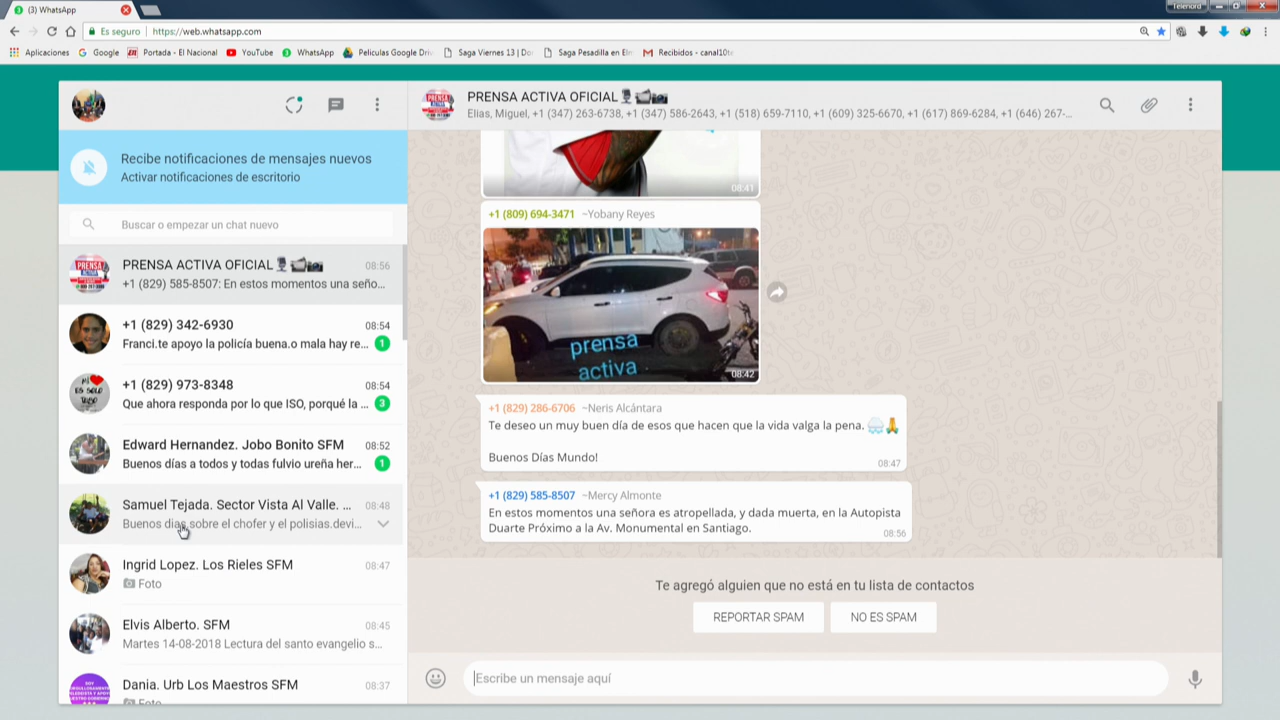 (3) WhatsApp
Telenord
Es seguro
https://web.whatsapp.com
Aplicaciones
Google
Portada - El Nacional
YouTube
WhatsApp
Peliculas Google Driv
Saga Viernes 13 | Do
Saga Pesadilla en El
Recibidos - canal10t
Recibe notificaciones de mensajes nuevos
Activar notificaciones de escritorio
Buscar o empezar un chat nuevo
PRENSA ACTIVA OFICIAL 08:56
+1 (829) 585-8507: En estos momentos una seño...
+1 (829) 342-6930 08:54
Franci.te apoyo la policía buena.o mala hay re... 1
+1 (829) 973-8348 08:54
Que ahora responda por lo que ISO, porqué la ... 3
Edward Hernandez. Jobo Bonito SFM 08:52
Buenos días a todos y todas fulvio ureña her... 1
Samuel Tejada. Sector Vista Al Valle. ... 08:48
Buenos dias,sobre el chofer y el polisias.devi...
Ingrid Lopez. Los Rieles SFM 08:47
Foto
Elvis Alberto. SFM 08:45
Martes 14-08-2018 Lectura del santo evangelio s...
Dania. Urb Los Maestros SFM 08:37
Foto
PRENSA ACTIVA OFICIAL
Elias, Miguel, +1 (347) 263-6738, +1 (347) 586-2643, +1 (518) 659-7110, +1 (609) 325-6670, +1 (617) 869-6284, +1 (646) 267-...
08:41
+1 (809) 694-3471 ~Yobany Reyes
prensa
activa
08:42
+1 (829) 286-6706 ~Neris Alcántara
Te deseo un muy buen día de esos que hacen que la vida valga la pena. 🌧🙏
Buenos Días Mundo!
08:47
+1 (829) 585-8507 ~Mercy Almonte
En estos momentos una señora es atropellada, y dada muerta, en la Autopista
Duarte Próximo a la Av. Monumental en Santiago.
08:56
Te agregó alguien que no está en tu lista de contactos
REPORTAR SPAM
NO ES SPAM
Escribe un mensaje aquí